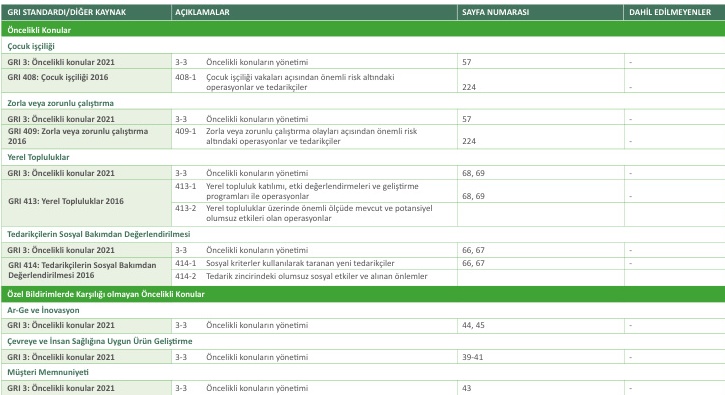 GRI STANDARDI/DİĞER KAYNAK AÇIKLAMALAR SAYFA NUMARASI DAHİL EDİLMEYENLER
Öncelikli Konular
Çocuk işçiliği
GRI 3: Öncelikli konular 2021 3-3 Öncelikli konuların yönetimi 57 -
GRI 408: Çocuk işçiliği 2016 408-1 Çocuk işçiliği vakaları açısından önemli risk altındaki
operasyonlar ve tedarikçiler 224 -
Zorla veya zorunlu çalıştırma
GRI 3: Öncelikli konular 2021 3-3 Öncelikli konuların yönetimi 57 -
GRI 409: Zorla veya zorunlu çalıştırma 409-1 Zorla veya zorunlu çalıştırma olayları açısından önemli risk
2016 altındaki operasyonlar ve tedarikçiler 224 -
Yerel Topluluklar
GRI 3: Öncelikli konular 2021 3-3 Öncelikli konuların yönetimi 68, 69 -
GRI 413: Yerel Topluluklar 2016 413-1 Yerel topluluk katılımı, etki değerlendirmeleri ve geliştirme
programları ile operasyonlar 68, 69 -
413-2 Yerel topluluklar üzerinde önemli ölçüde mevcut ve potansiyel
olumsuz etkileri olan operasyonlar
Tedarikçilerin Sosyal Bakımdan Değerlendirilmesi
GRI 3: Öncelikli konular 2021 3-3 Öncelikli konuların yönetimi 66, 67 -
GRI 414: Tedarikçilerin Sosyal Bakımdan 414-1 Sosyal kriterler kullanılarak taranan yeni tedarikçiler 66, 67 -
Değerlendirilmesi 2016 414-2 Tedarik zincirindeki olumsuz sosyal etkiler ve alınan önlemler
Özel Bildirimlerde Karşılığı olmayan Öncelikli Konular
Ar-Ge ve İnovasyon
GRI 3: Öncelikli konular 2021 3-3 Öncelikli konuların yönetimi 44, 45 -
Çevreye ve İnsan Sağlığına Uygun Ürün Geliştirme
GRI 3: Öncelikli konular 2021 3-3 Öncelikli konuların yönetimi 39-41 -
Müşteri Memnuniyeti
GRI 3: Öncelikli konular 2021 3-3 Öncelikli konuların yönetimi 43 -